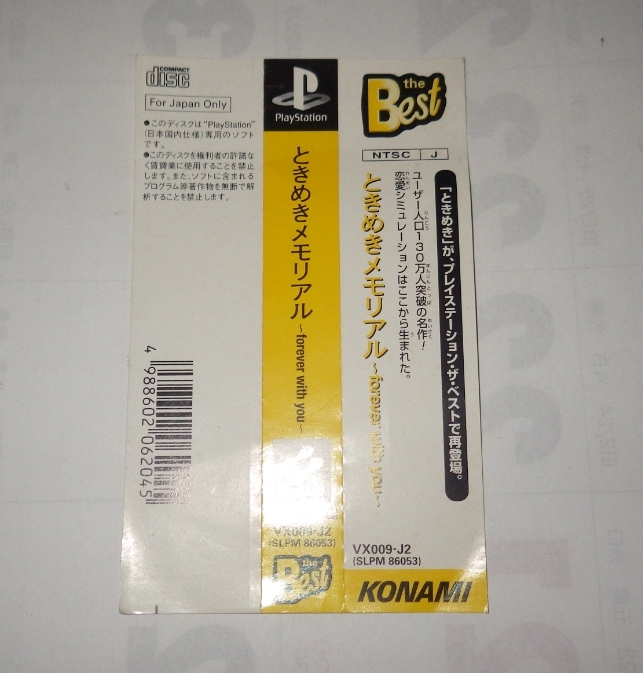 COMPACT
disc
For Japan Only
●このディスクは"PlayStation"
(日本国内仕様)専用のソフト
です。
●このディスクを権利者の許諾な
く賃貸業に使用することを禁止
します。また、ソフトに含まれる
プログラム等著作物を無断で解
析することを禁止します。
4 988602 062045
PlayStation
ときめきメモリアル ~forever with you~
VX009-J2
(SLPM 86053)
the
Best
the
Best
NTSC J
「ときめき」が、プレイステーション・ザ・ベストで再登場。
ユーザー人口130万人突破の名作!
恋愛シミュレーションはここから生まれた。
ときめきメモリアル ~forever with you~
VX009-J2
(SLPM 86053)
KONAMI